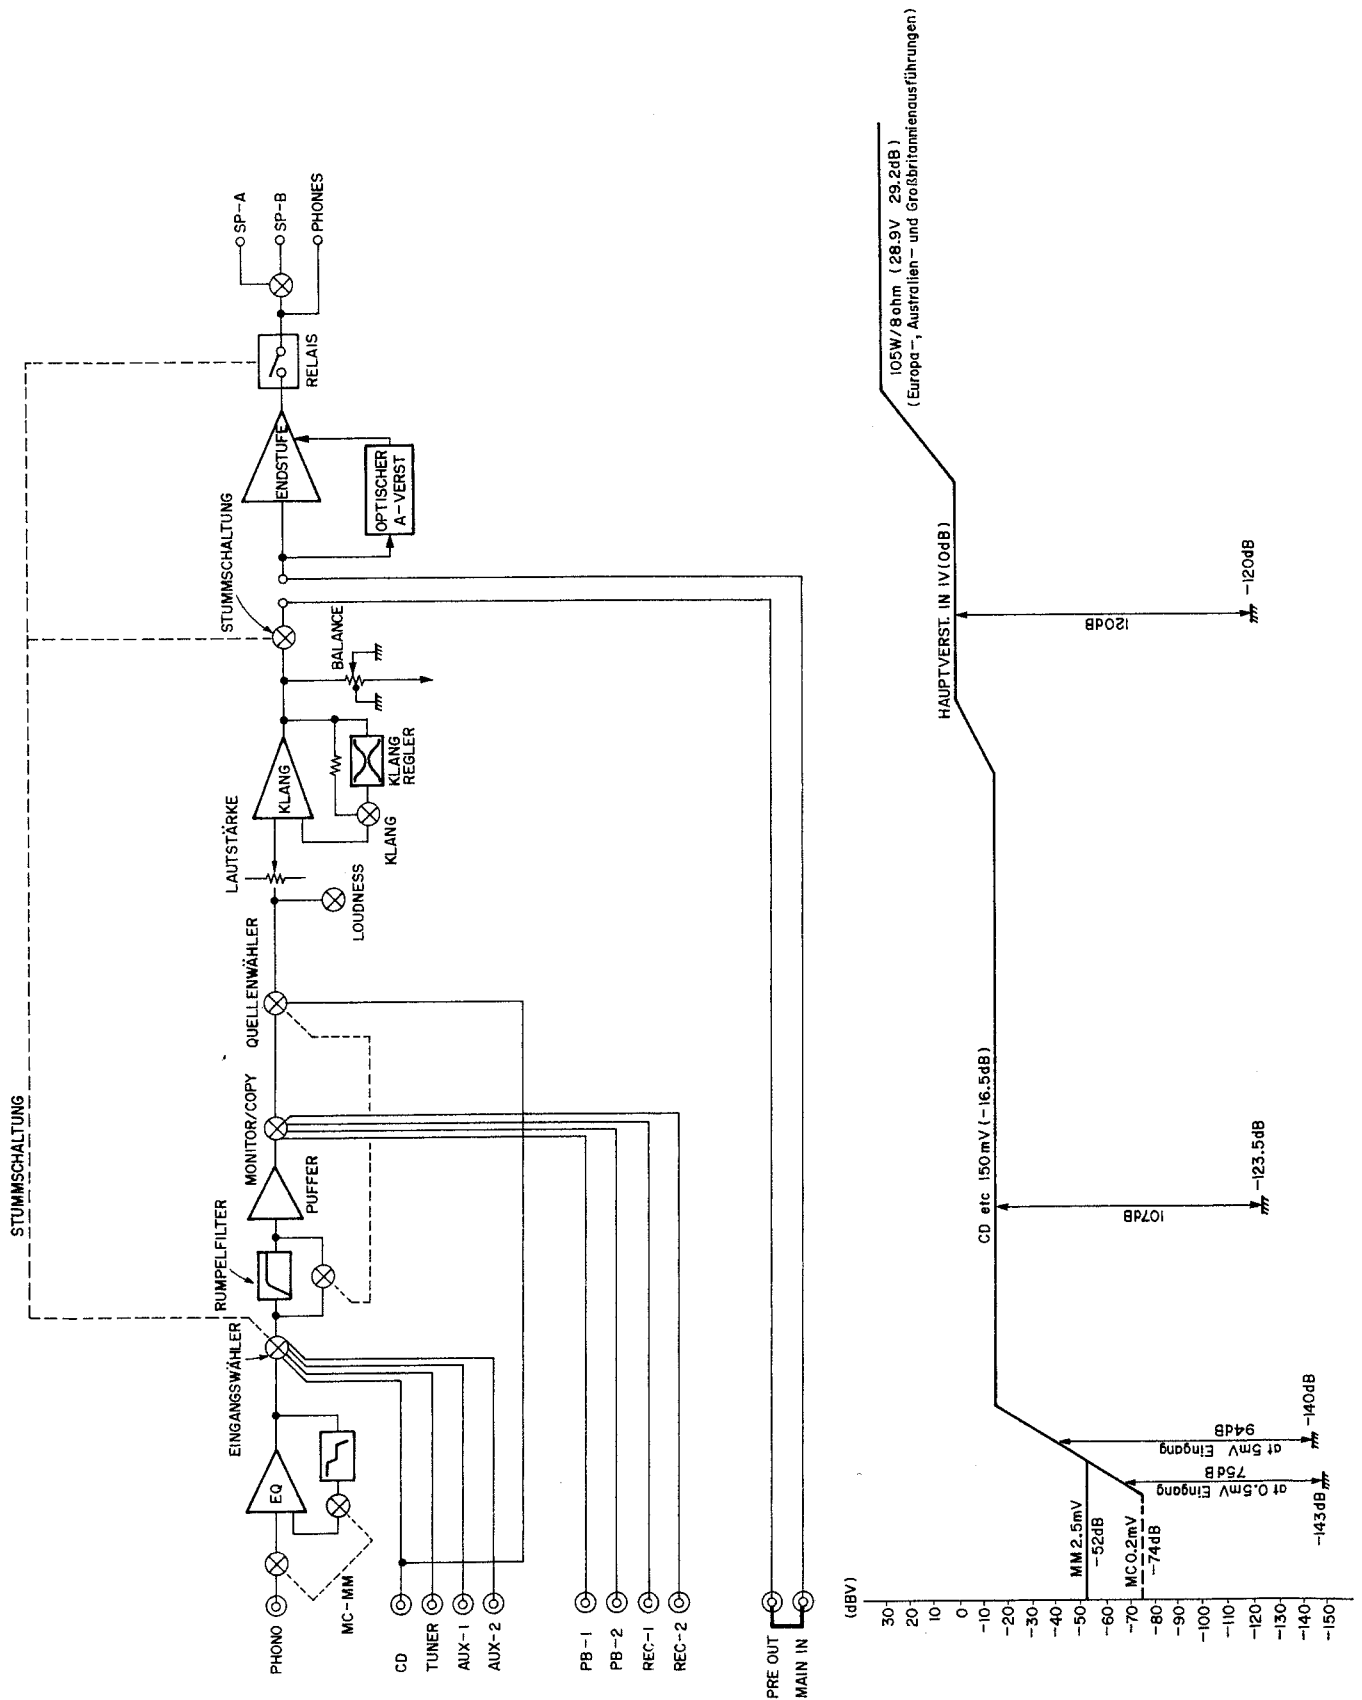 STUMMSCHALTUNG
EINGANGSWÄHLER
RUMPELFILTER
MONITOR/COPY
QUELLENWÄHLER
LAUTSTÄRKE
STUMMSCHALTUNG
SP-A
SP-B
PHONES
PHONO
EQ
MC-MM
PUFFER
LOUDNESS
KLANG
KLANG
KLANG
REGLER
BALANCE
ENDSTUFE
OPTISCHER
A-VERST
RELAIS
CD
TUNER
AUX-1
AUX-2
PB-1
PB-2
REC-1
REC-2
PRE OUT
MAIN IN
(dBV)
30
20
10
0
-10
-20
-30
-40
-50
-60
-70
-80
-90
-100
-110
-120
-130
-140
-150
MM 2.5mV
-52dB
MC 0.2mV
-74dB
at 0.5mV Eingang
75dB
-143dB
at 5mV Eingang
94dB
-140dB
CD etc 150mV (-16.5dB)
107dB
-123.5dB
HAUPTVERST. IN 1V (0dB)
120dB
-120dB
105W/8ohm (28.9V 29.2dB)
(Europa-, Australien- und Großbritannienausführungen)